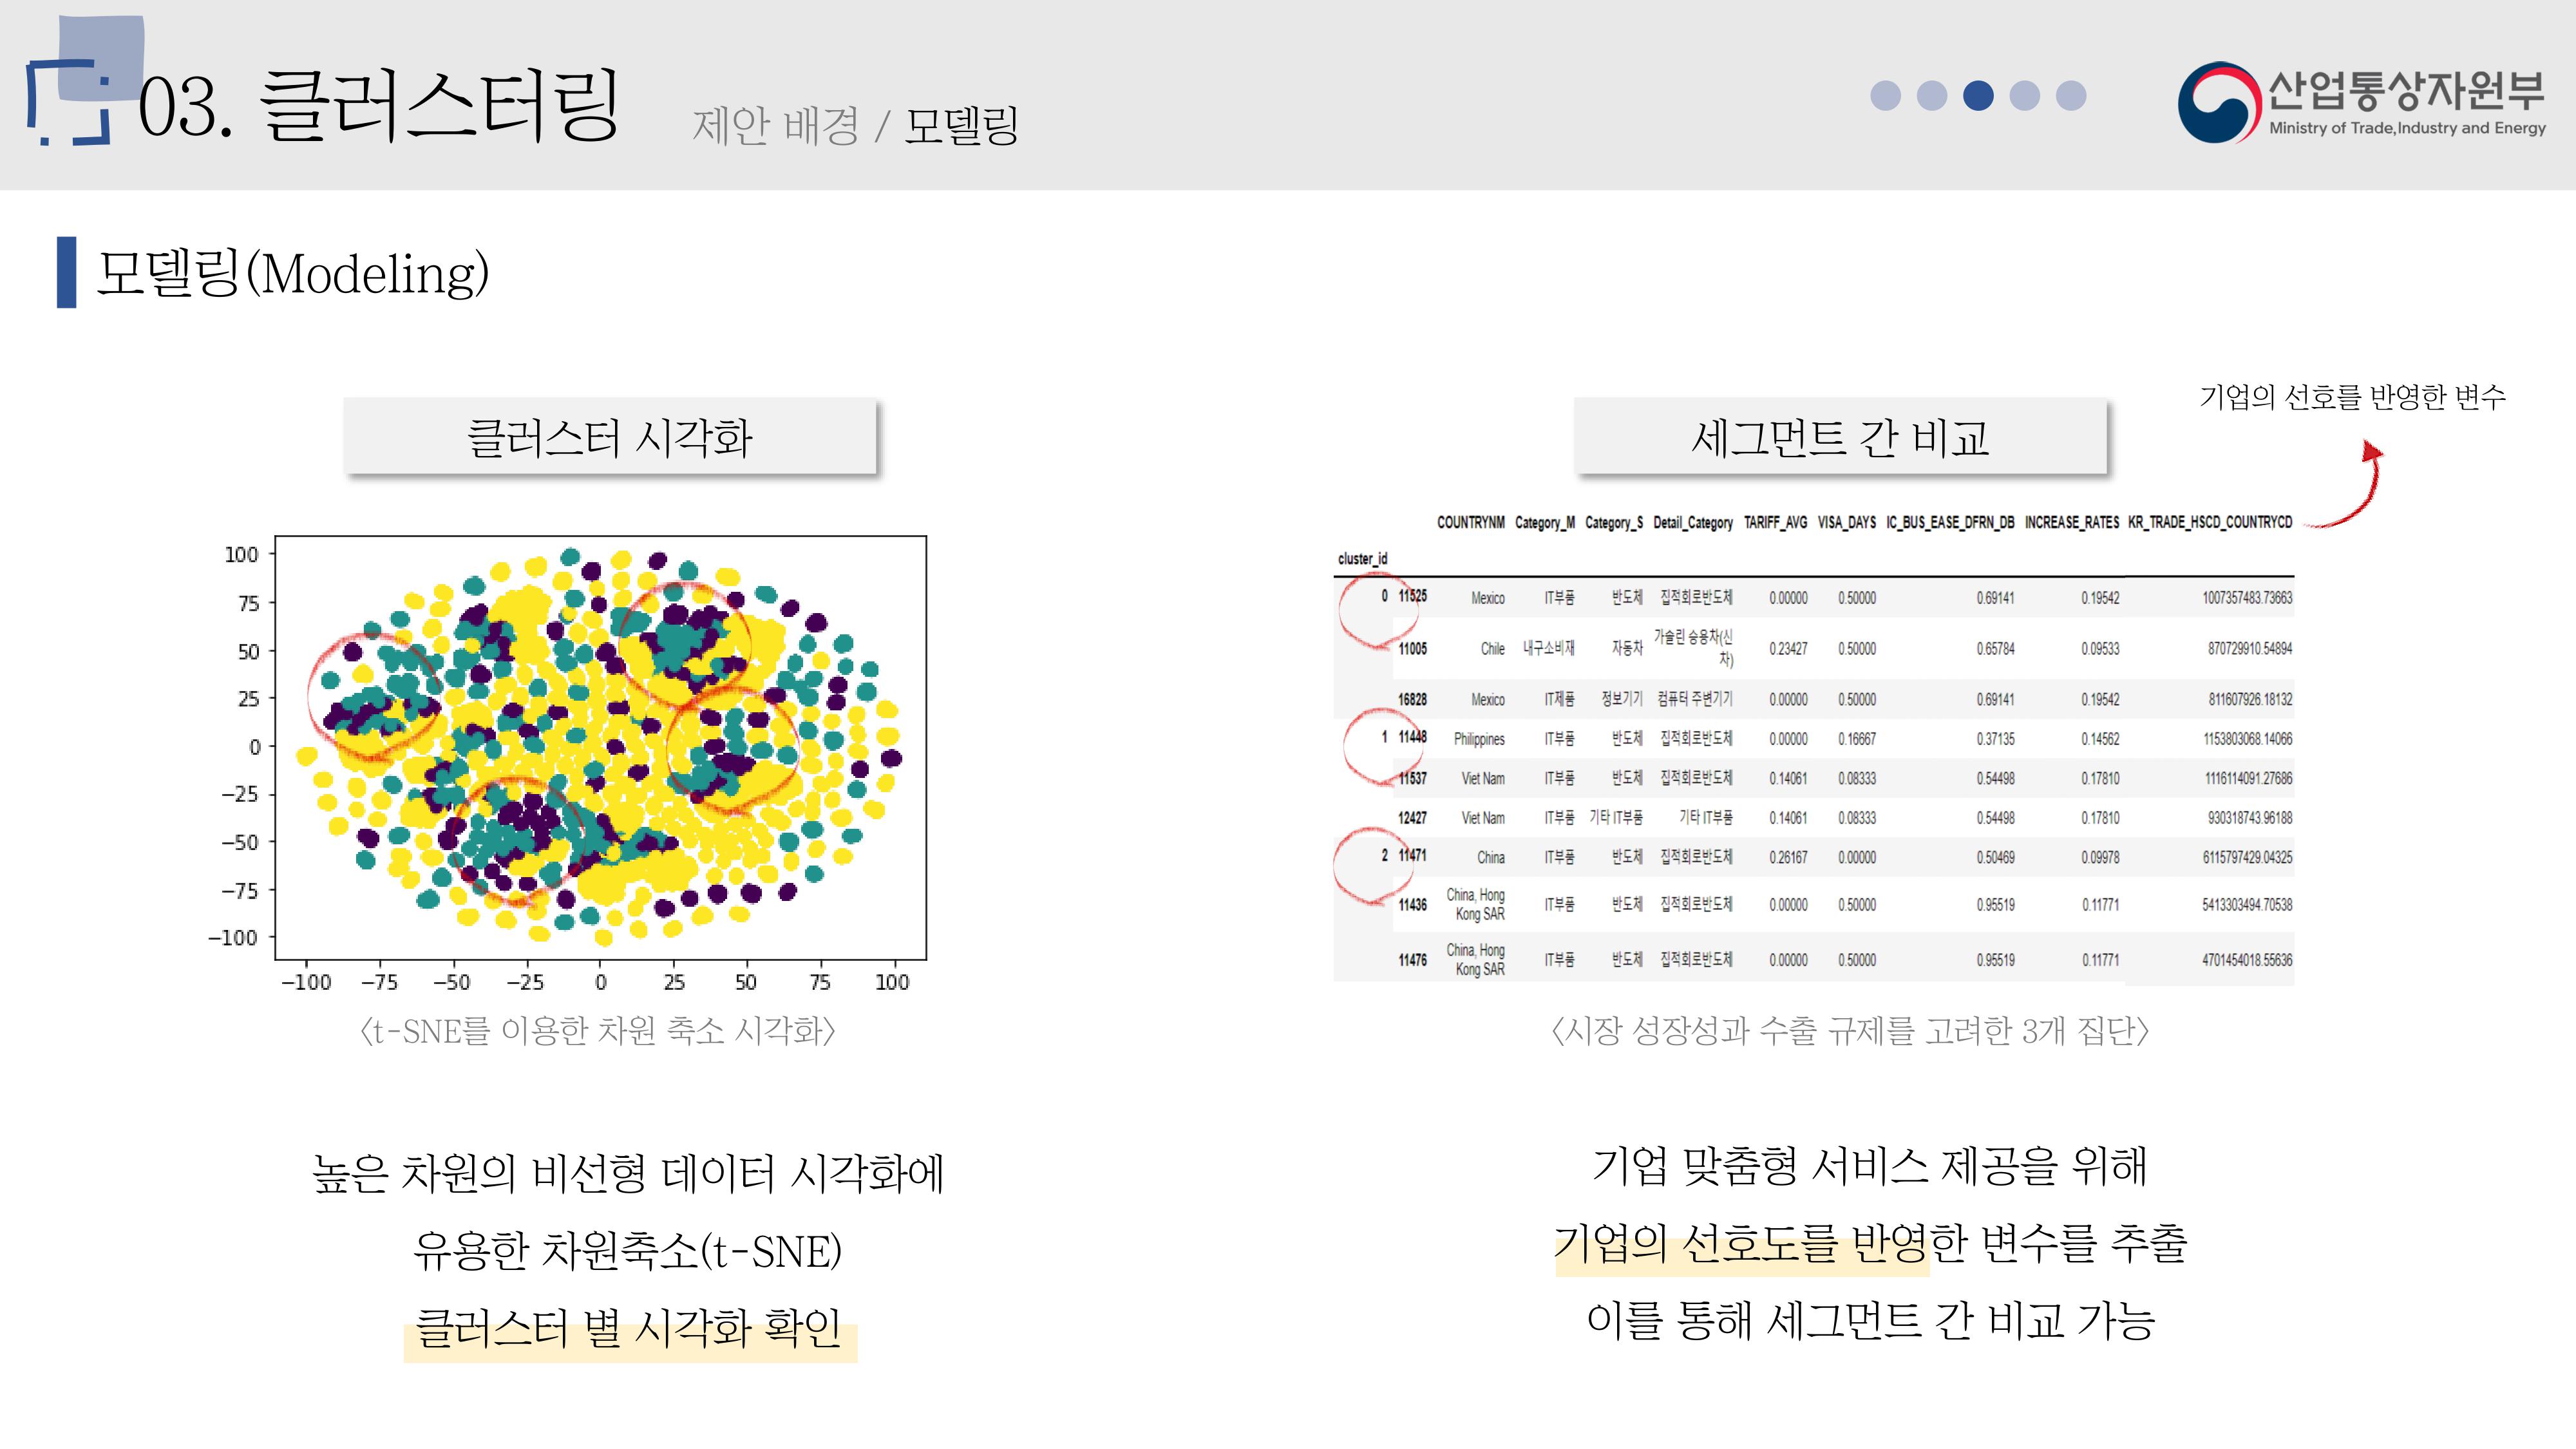 03. 클러스터링
제안 배경 / 모델링
산업통상자원부
Ministry of Trade,Industry and Energy
모델링(Modeling)
클러스터 시각화
100
75
50
25
0
−25
−50
−75
−100
−100 −75 −50 −25 0 25 50 75 100
〈t-SNE를 이용한 차원 축소 시각화〉
높은 차원의 비선형 데이터 시각화에
유용한 차원축소(t-SNE)
클러스터 별 시각화 확인
세그먼트 간 비교
기업의 선호를 반영한 변수
COUNTRYNM Category_M Category_S Detail_Category TARIFF_AVG VISA_DAYS IC_BUS_EASE_DFRN_DB INCREASE_RATES KR_TRADE_HSCD_COUNTRYCD
cluster_id
0 11525 Mexico IT부품 반도체 집적회로반도체 0.00000 0.50000 0.69141 0.19542 1007357483.73663
11005 Chile 내구소비재 자동차 가솔린 승용차(신
차) 0.23427 0.50000 0.65784 0.09533 870729910.54894
16828 Mexico IT제품 정보기기 컴퓨터 주변기기 0.00000 0.50000 0.69141 0.19542 811607926.18132
1 11448 Philippines IT부품 반도체 집적회로반도체 0.00000 0.16667 0.37135 0.14562 1153803068.14066
11537 Viet Nam IT부품 반도체 집적회로반도체 0.14061 0.08333 0.54498 0.17810 1116114091.27686
12427 Viet Nam IT부품 기타 IT부품 기타 IT부품 0.14061 0.08333 0.54498 0.17810 930318743.96188
2 11471 China IT부품 반도체 집적회로반도체 0.26167 0.00000 0.50469 0.09978 6115797429.04325
11436 China, Hong
Kong SAR IT부품 반도체 집적회로반도체 0.00000 0.50000 0.95519 0.11771 5413303494.70538
11476 China, Hong
Kong SAR IT부품 반도체 집적회로반도체 0.00000 0.50000 0.95519 0.11771 4701454018.55636
〈시장 성장성과 수출 규제를 고려한 3개 집단〉
기업 맞춤형 서비스 제공을 위해
기업의 선호도를 반영한 변수를 추출
이를 통해 세그먼트 간 비교 가능